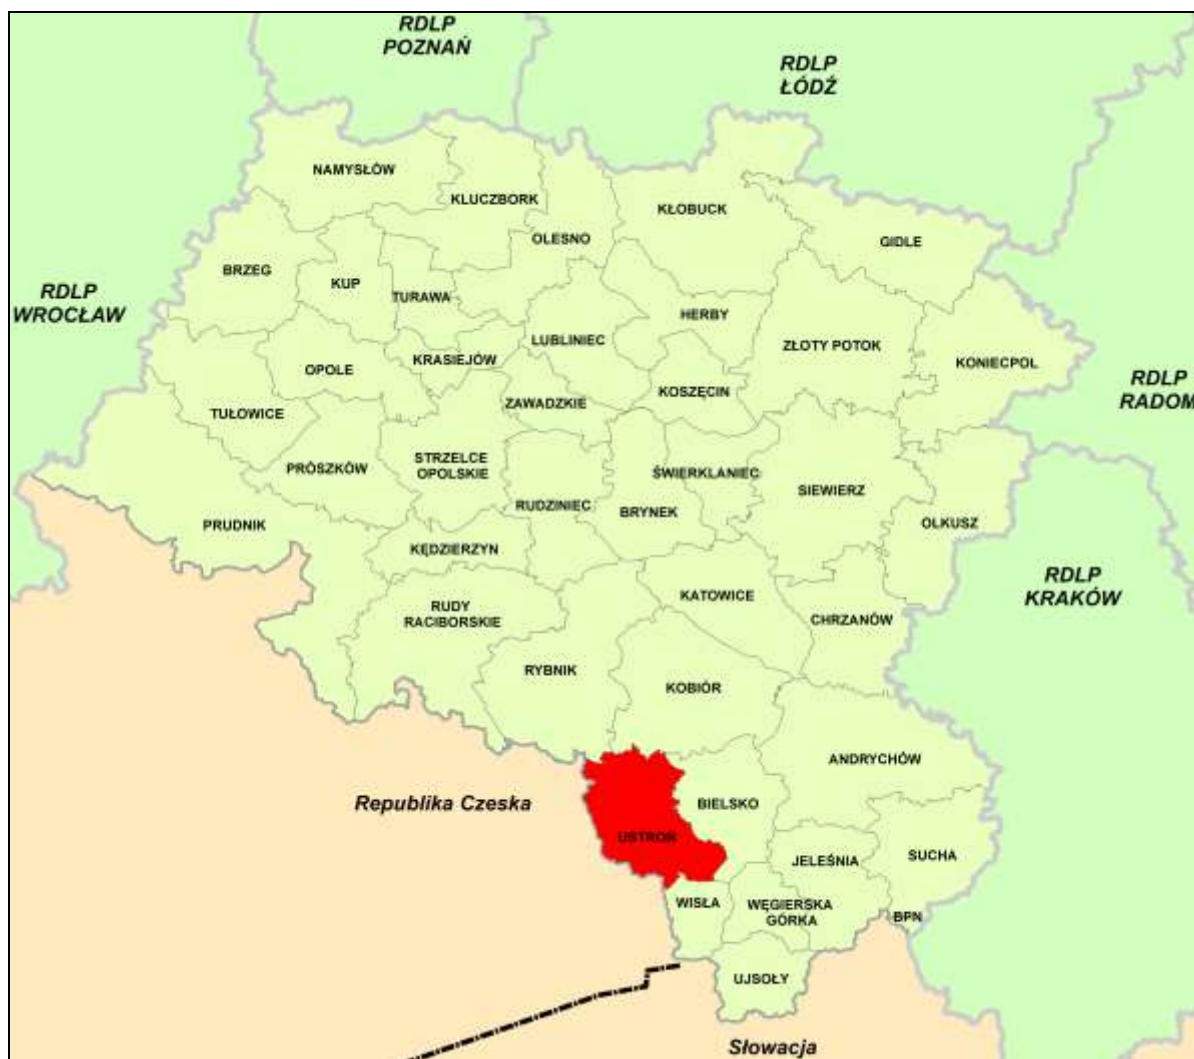 RDLP
POZNAŃ
RDLP
ŁÓDŹ
NAMYSŁÓW
KLUCZBORK
KŁOBUCK
OLESNO
GIDLE
BRZEG
KUP
TURAWA
RDLP
WROCŁAW
HERBY
LUBLINIEC
ZŁOTY POTOK
KRASIEJÓW
OPOLE
KONIECPOL
KOSZĘCIN
RDLP
RADOM
ZAWADZKIE
TUŁOWICE
STRZELCE
OPOLSKIE
PRÓSZKÓW
ŚWIERKLANIEC
SIEWIERZ
RUDZINIEC
BRYNEK
PRUDNIK
OLKUSZ
KĘDZIERZYN
RDLP
KRAKÓW
KATOWICE
RUDY
RACIBORSKIE
CHRZANÓW
RYBNIK
KOBIÓR
ANDRYCHÓW
Republika Czeska
BIELSKO
USTROŃ
JELEŚNIA
SUCHA
WISŁA
WĘGIERSKA
GÓRKA
BPN
UJSOŁY
Słowacja